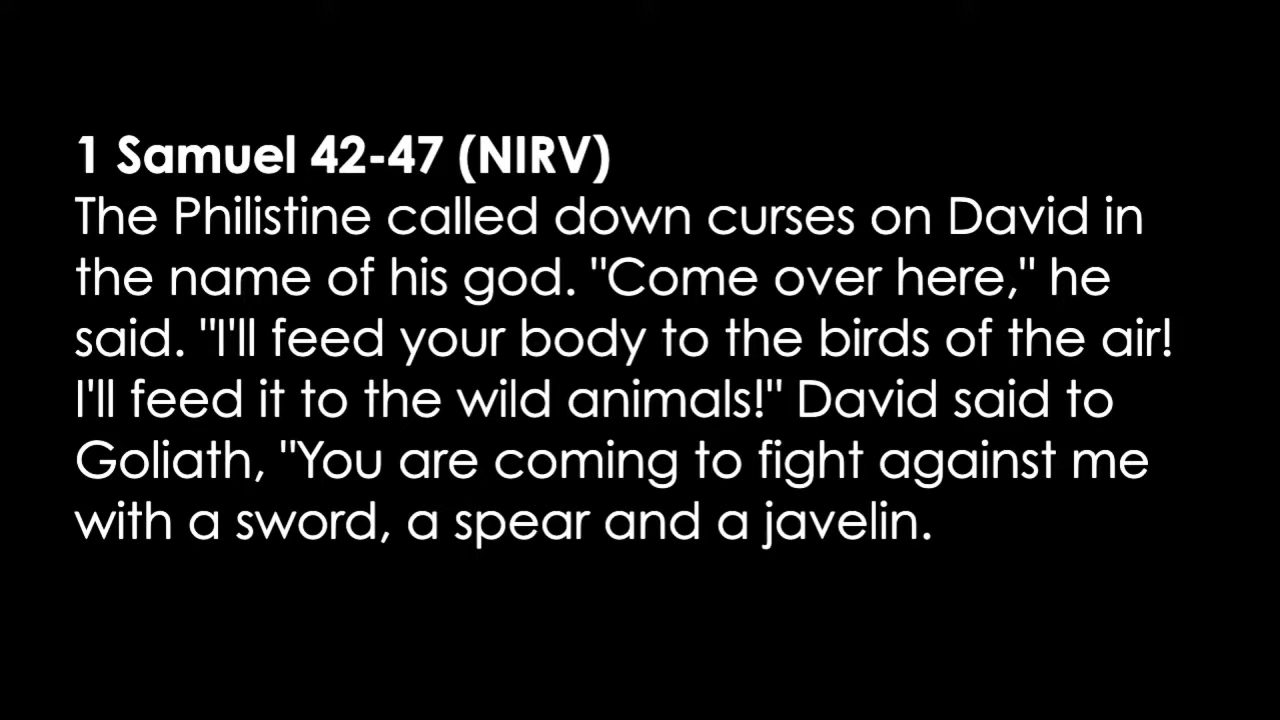 1 Samuel 42-47 (NIRV)
The Philistine called down curses on David in
the name of his god. "Come over here," he
said. "I'll feed your body to the birds of the air!
I'll feed it to the wild animals!" David said to
Goliath, "You are coming to fight against me
with a sword, a spear and a javelin.